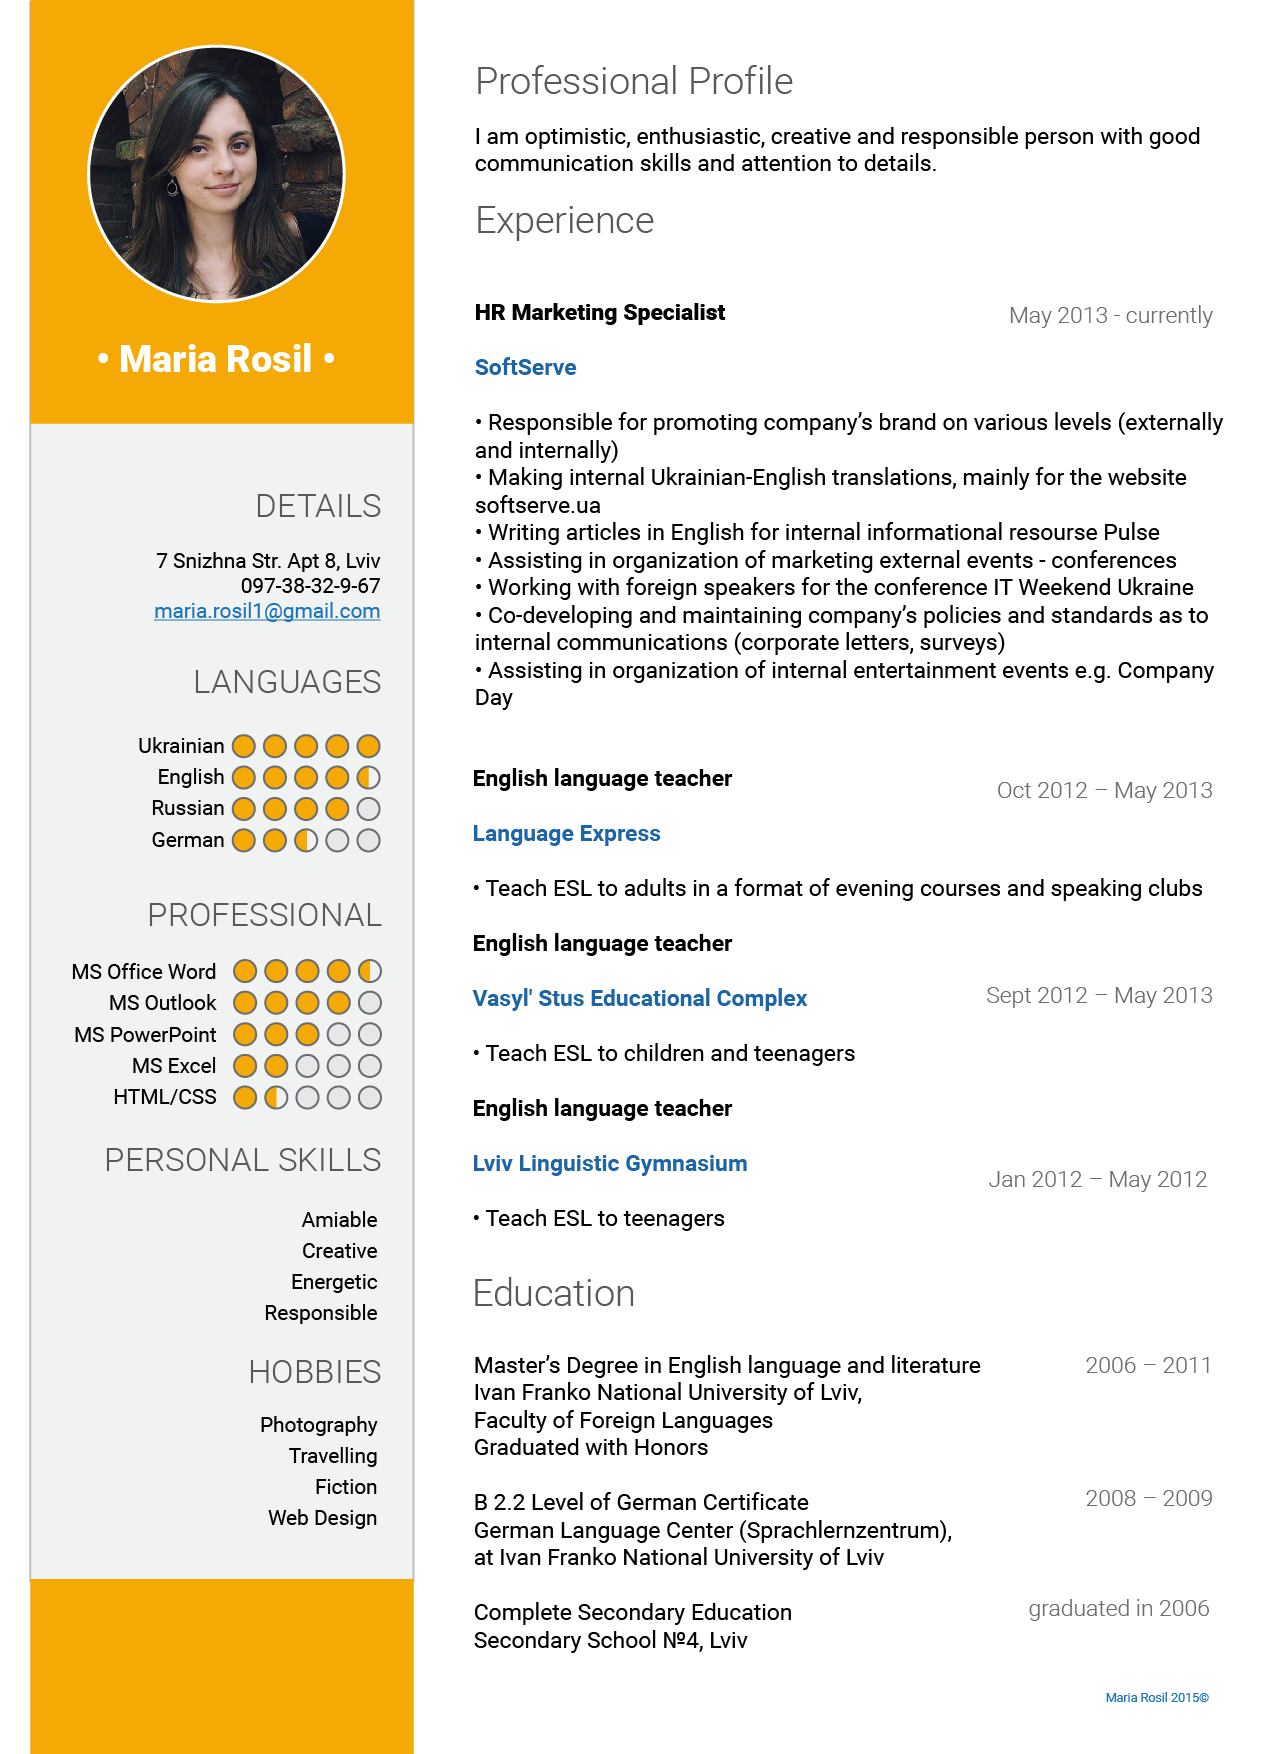 • Maria Rosil •
DETAILS
7 Snizhna Str. Apt 8, Lviv
097-38-32-9-67
maria.rosil1@gmail.com
LANGUAGES
Ukrainian
English
Russian
German
PROFESSIONAL
MS Office Word
MS Outlook
MS PowerPoint
MS Excel
HTML/CSS
PERSONAL SKILLS
Amiable
Creative
Energetic
Responsible
HOBBIES
Photography
Travelling
Fiction
Web Design
Professional Profile
I am optimistic, enthusiastic, creative and responsible person with good
communication skills and attention to details.
Experience
HR Marketing Specialist
May 2013 - currently
SoftServe
• Responsible for promoting company’s brand on various levels (externally
and internally)
• Making internal Ukrainian-English translations, mainly for the website
softserve.ua
• Writing articles in English for internal informational resourse Pulse
• Assisting in organization of marketing external events - conferences
• Working with foreign speakers for the conference IT Weekend Ukraine
• Co-developing and maintaining company’s policies and standards as to
internal communications (corporate letters, surveys)
• Assisting in organization of internal entertainment events e.g. Company
Day
English language teacher
Oct 2012 – May 2013
Language Express
• Teach ESL to adults in a format of evening courses and speaking clubs
English language teacher
Vasyl' Stus Educational Complex
Sept 2012 – May 2013
• Teach ESL to children and teenagers
English language teacher
Lviv Linguistic Gymnasium
Jan 2012 – May 2012
• Teach ESL to teenagers
Education
Master’s Degree in English language and literature
2006 – 2011
Ivan Franko National University of Lviv,
Faculty of Foreign Languages
Graduated with Honors
B 2.2 Level of German Certificate
2008 – 2009
German Language Center (Sprachlernzentrum),
at Ivan Franko National University of Lviv
Complete Secondary Education
graduated in 2006
Secondary School №4, Lviv
Maria Rosil 2015©